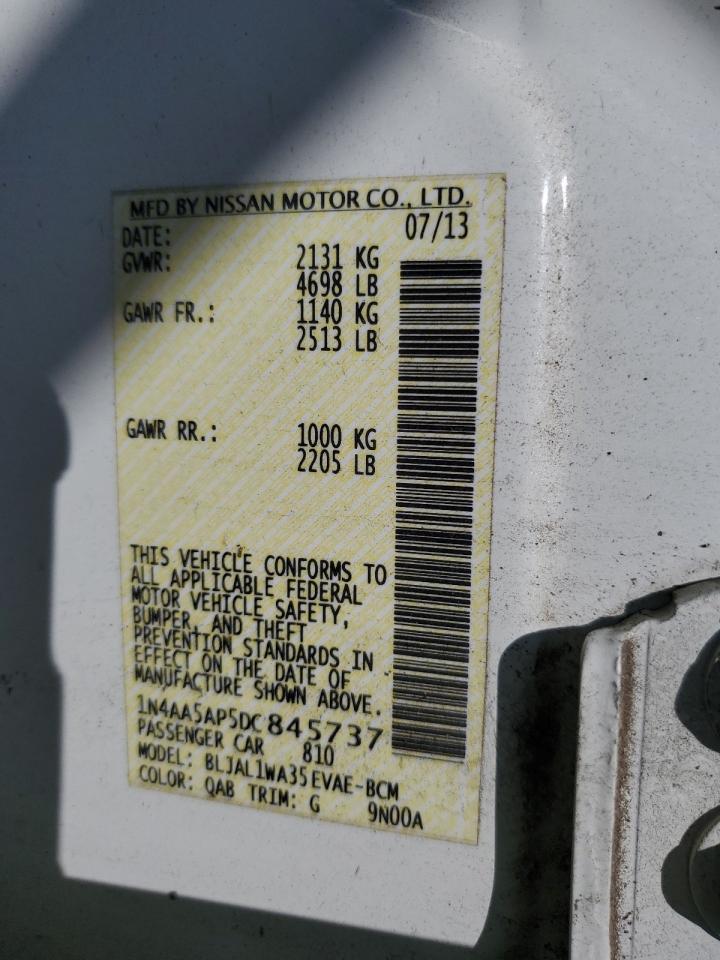 MFD BY NISSAN MOTOR CO., LTD.
DATE: 07/13
GVWR: 2131 KG
4698 LB
GAWR FR.: 1140 KG
2513 LB
GAWR RR.: 1000 KG
2205 LB
THIS VEHICLE CONFORMS TO
ALL APPLICABLE FEDERAL
MOTOR VEHICLE SAFETY,
BUMPER, AND THEFT
PREVENTION STANDARDS IN
EFFECT ON THE DATE OF
MANUFACTURE SHOWN ABOVE.
1N4AA5AP5DC845737
PASSENGER CAR 810
MODEL: BLJAL1WA35EVAE-BCM
COLOR: QAB TRIM: G 9N00A